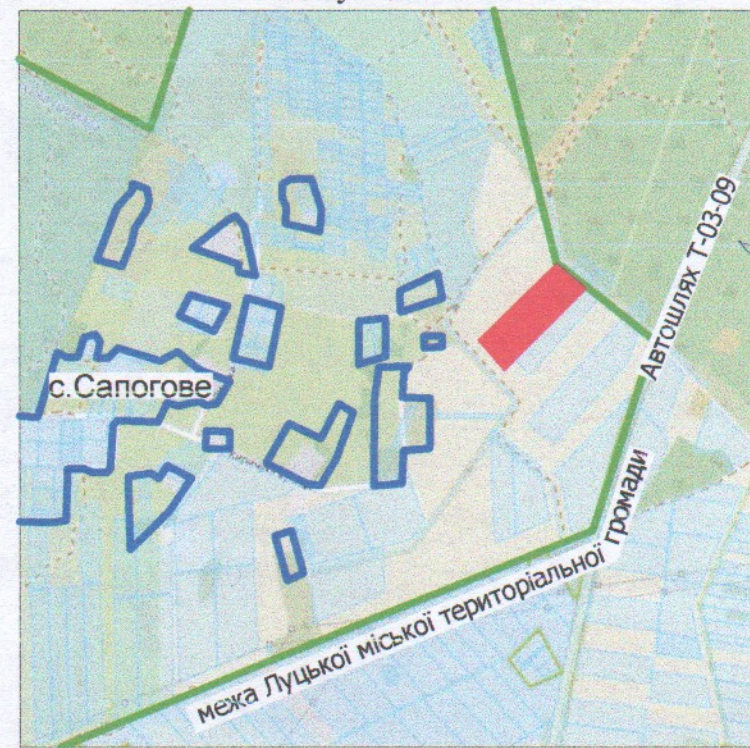 Автошлях Т-03-09
с.Сапогове
межа Луцької міської територіальної громади